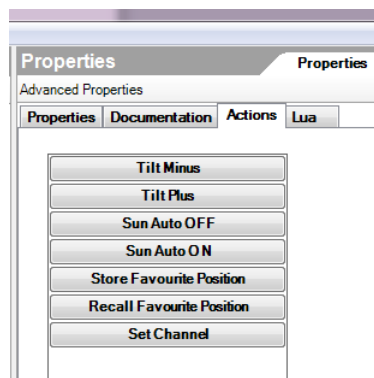 Properties Properties
Advanced Properties
Properties Documentation Actions Lua
Tilt Minus
Tilt Plus
Sun Auto OFF
Sun Auto ON
Store Favourite Position
Recall Favourite Position
Set Channel